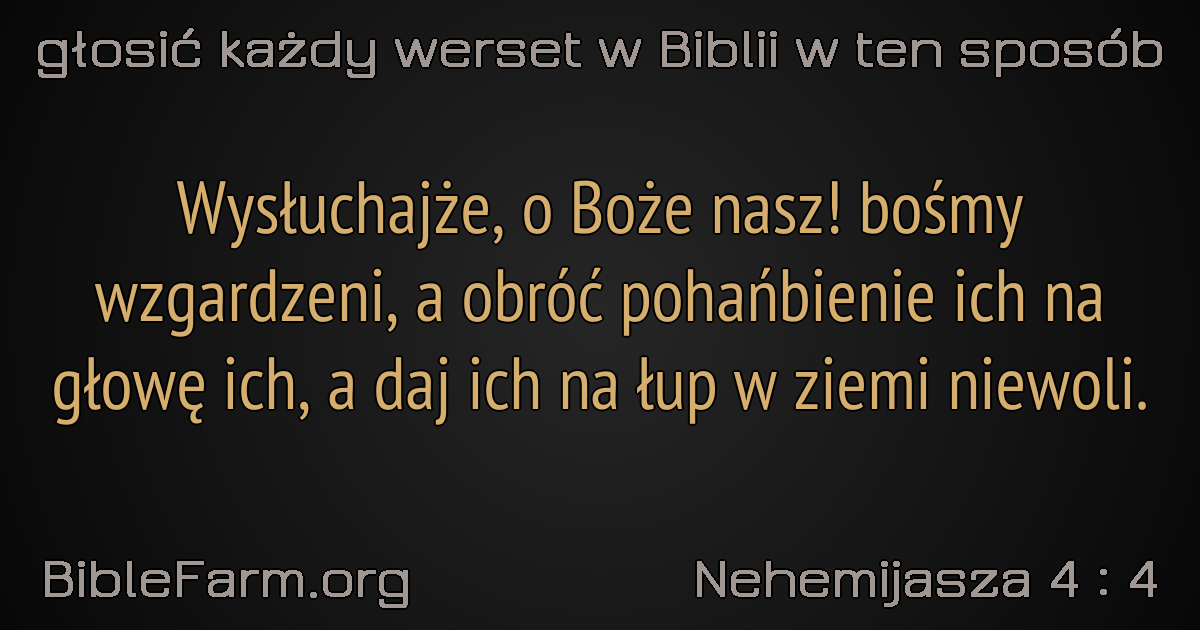 głosić każdy werset w Biblii w ten sposób
Wysłuchajże, o Boże nasz! bośmy
wzgardzeni, a obróć pohańbienie ich na
głowę ich, a daj ich na łup w ziemi niewoli.
BibleFarm.org
Nehemijasza 4 : 4